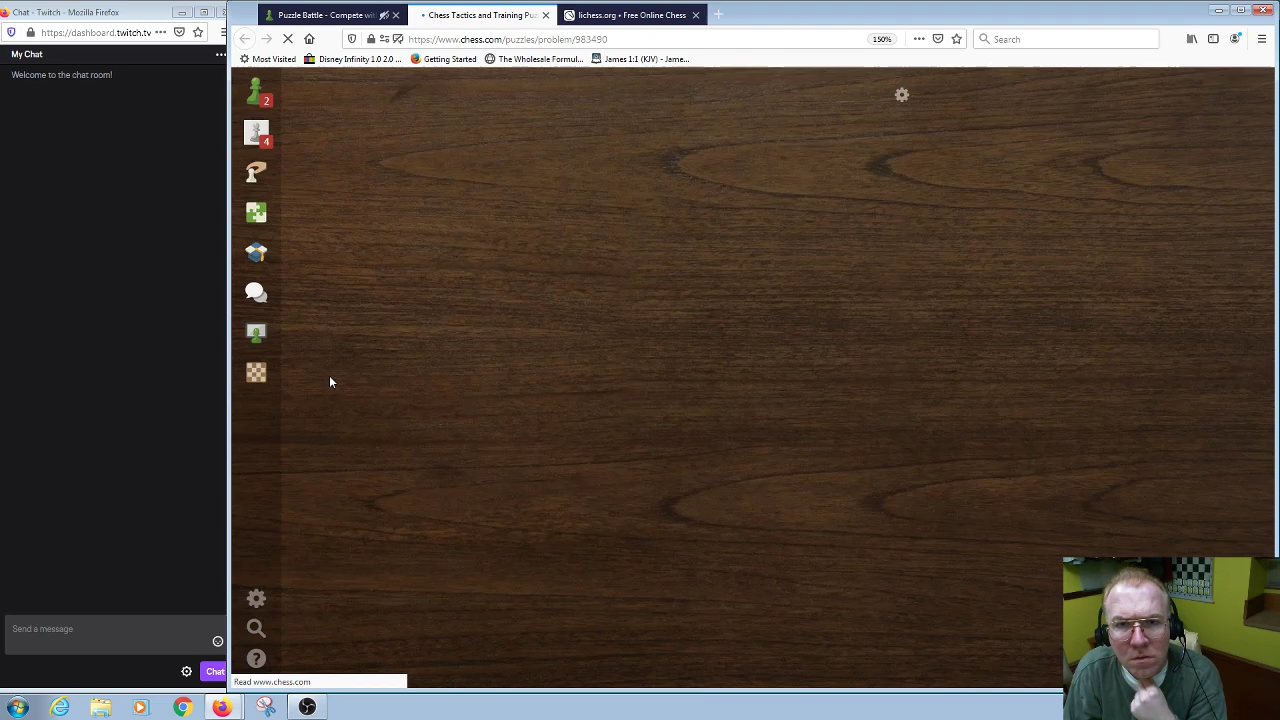 Chat - Twitch - Mozilla Firefox
https://dashboard.twitch.tv
My Chat
Welcome to the chat room!
Send a message
Chat
Puzzle Battle - Compete wit
Chess Tactics and Training Pu
lichess.org • Free Online Chess
https://www.chess.com/puzzles/problem/983490
150%
Search
Most Visited
Disney Infinity 1.0 2.0 ...
Getting Started
The Wholesale Formul...
James 1:1 (KJV) - Jame...
2
4
Read www.chess.com